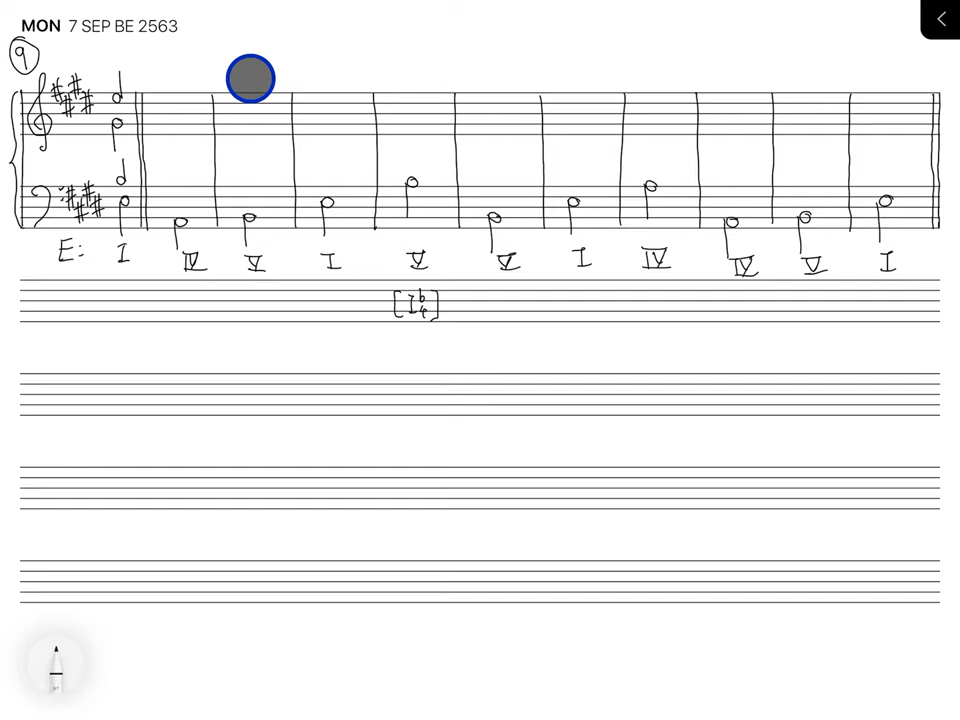 MON 7 SEP BE 2563
9
E: I IV V I V V I IV IV V I
[I6 4]